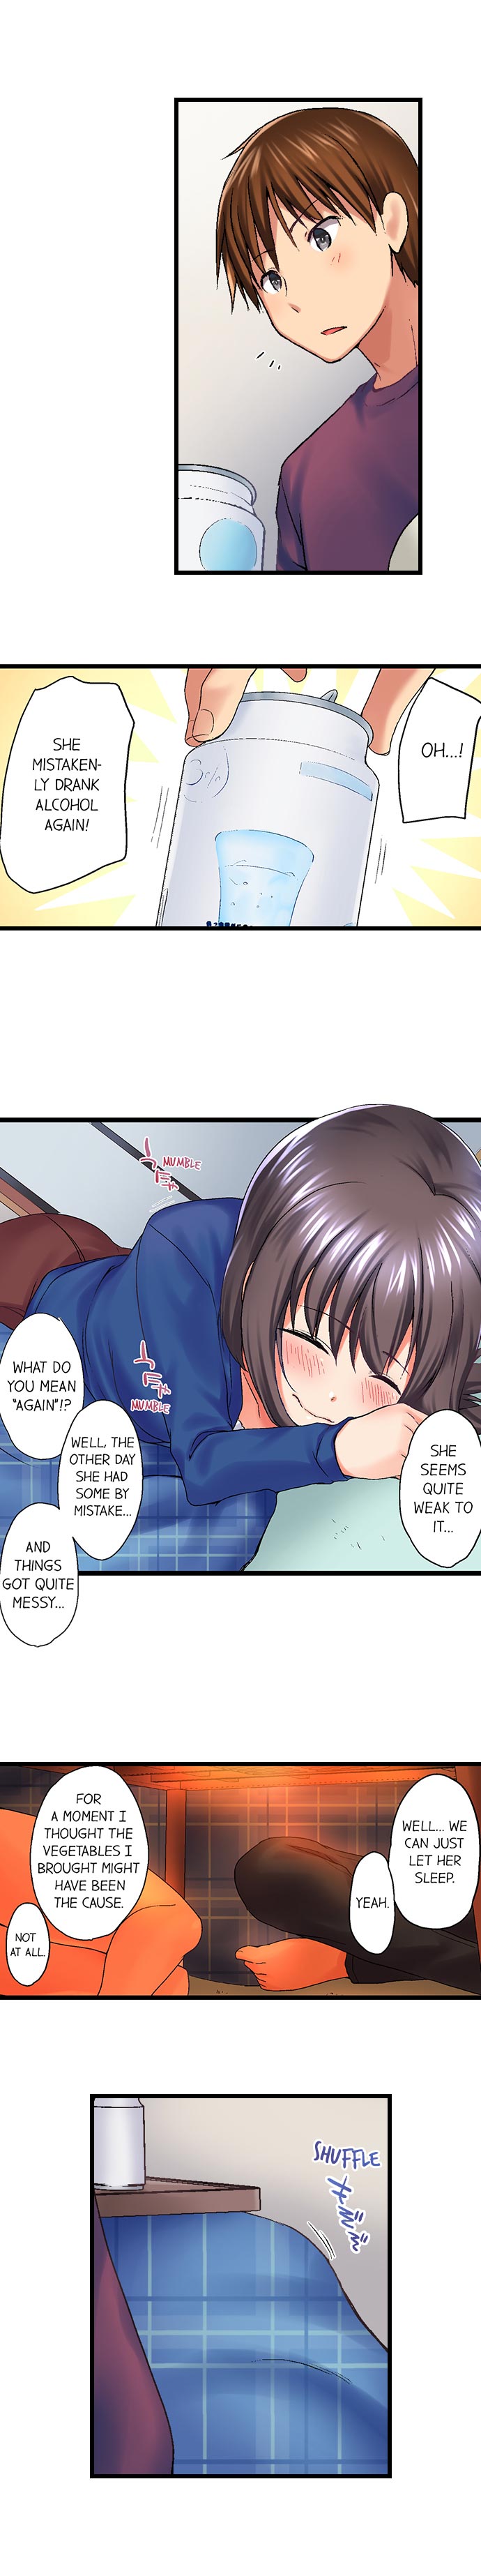 OH...!
SHE
MISTAKEN-
LY DRANK
ALCOHOL
AGAIN!
MUMBLE
MUMBLE
SHE
SEEMS
QUITE
WEAK TO
IT...
WHAT DO
YOU MEAN
"AGAIN"!?
WELL, THE
OTHER DAY
SHE HAD
SOME BY
MISTAKE...
AND
THINGS
GOT QUITE
MESSY...
WELL... WE
CAN JUST
LET HER
SLEEP.
YEAH.
FOR
A MOMENT I
THOUGHT THE
VEGETABLES I
BROUGHT MIGHT
HAVE BEEN
THE CAUSE.
NOT
AT ALL.
SHUFFLE